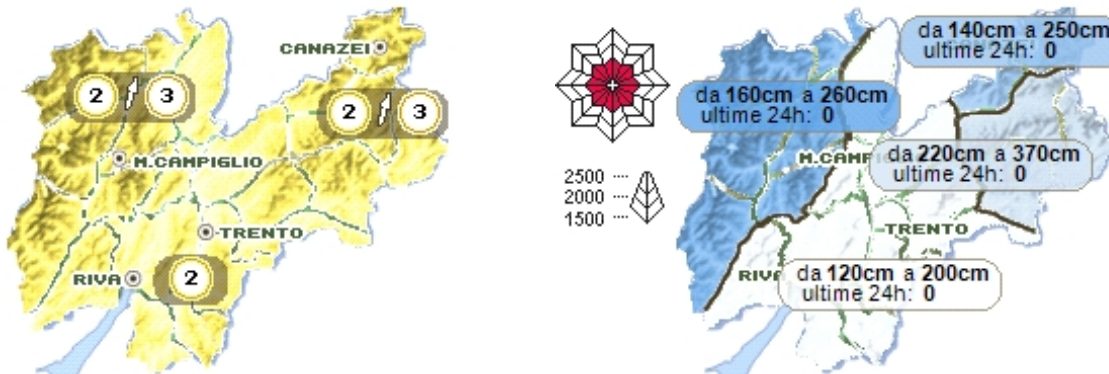 CANAZEI
2 3
2 3
M.CAMPIGLIO
TRENTO
RIVA
2
da 140cm a 250cm
ultime 24h: 0
da 160cm a 260cm
ultime 24h: 0
M.CAMP
da 220cm a 370cm
ultime 24h: 0
2500
2000
1500
TRENTO
RIVA
da 120cm a 200cm
ultime 24h: 0